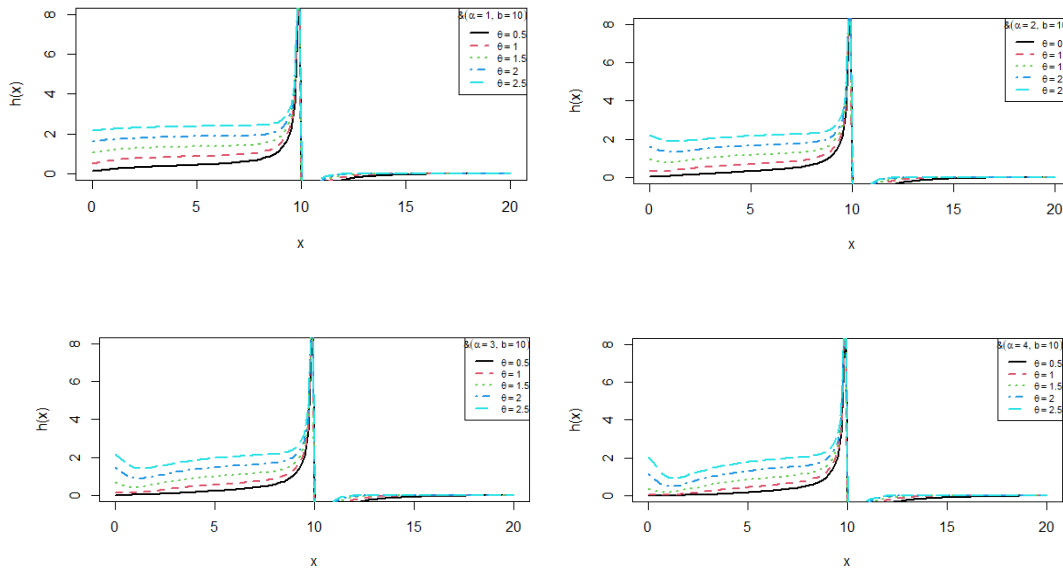 &(α=1, b=10)
θ=0.5
θ=1
θ=1.5
θ=2
θ=2.5
h(x)
0 2 4 6 8
0 5 10 15 20
x
&(α=2, b=10
θ=0
θ=1
θ=1
θ=2
θ=2
h(x)
0 2 4 6 8
0 5 10 15 20
x
&(α=3, b=10)
θ=0.5
θ=1
θ=1.5
θ=2
θ=2.5
h(x)
0 2 4 6 8
0 5 10 15 20
x
&(α=4, b=10)
θ=0.5
θ=1
θ=1.5
θ=2
θ=2.5
h(x)
0 2 4 6 8
0 5 10 15 20
x